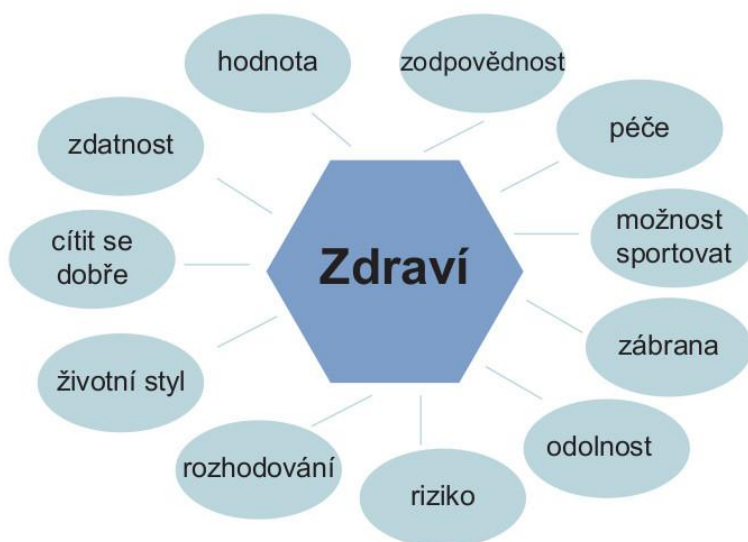 hodnota
zodpovědnost
péče
zdatnost
možnost
sportovat
cítit se
dobře
Zdraví
zábrana
životní styl
odolnost
rozhodování
riziko